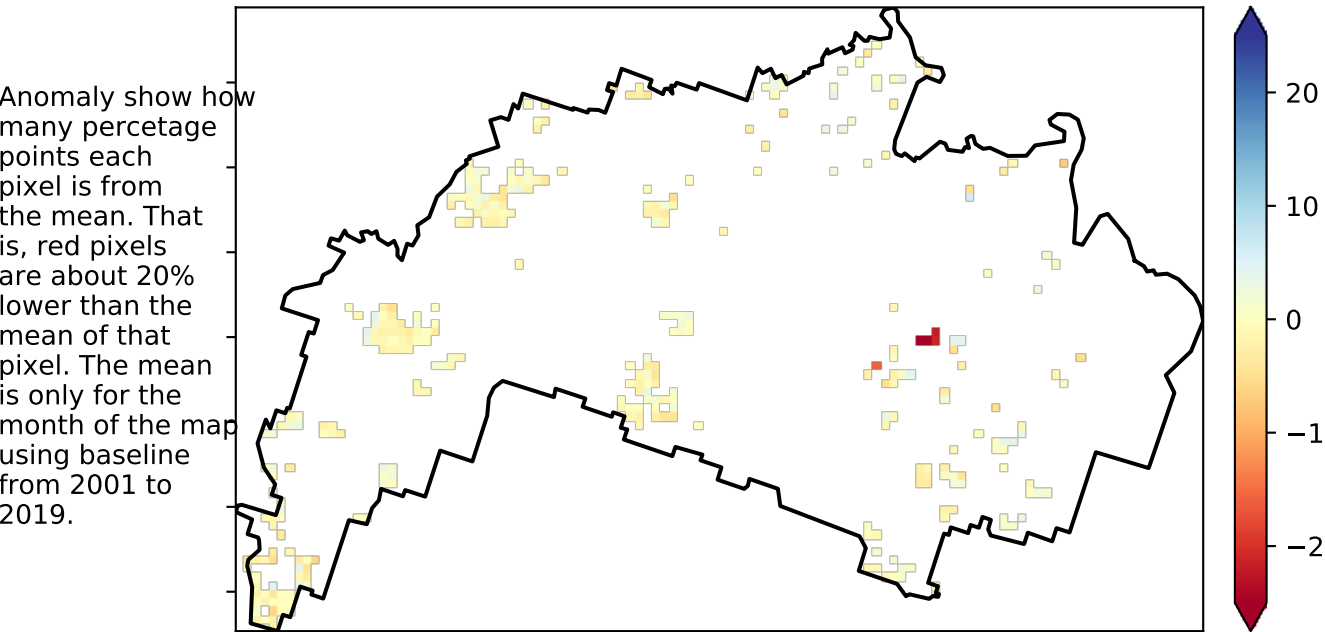 Anomaly show how
many percetage
points each
pixel is from
the mean. That
is, red pixels
are about 20%
lower than the
mean of that
pixel. The mean
is only for the
month of the map
using baseline
from 2001 to
2019.
20
10
0
−1
−2